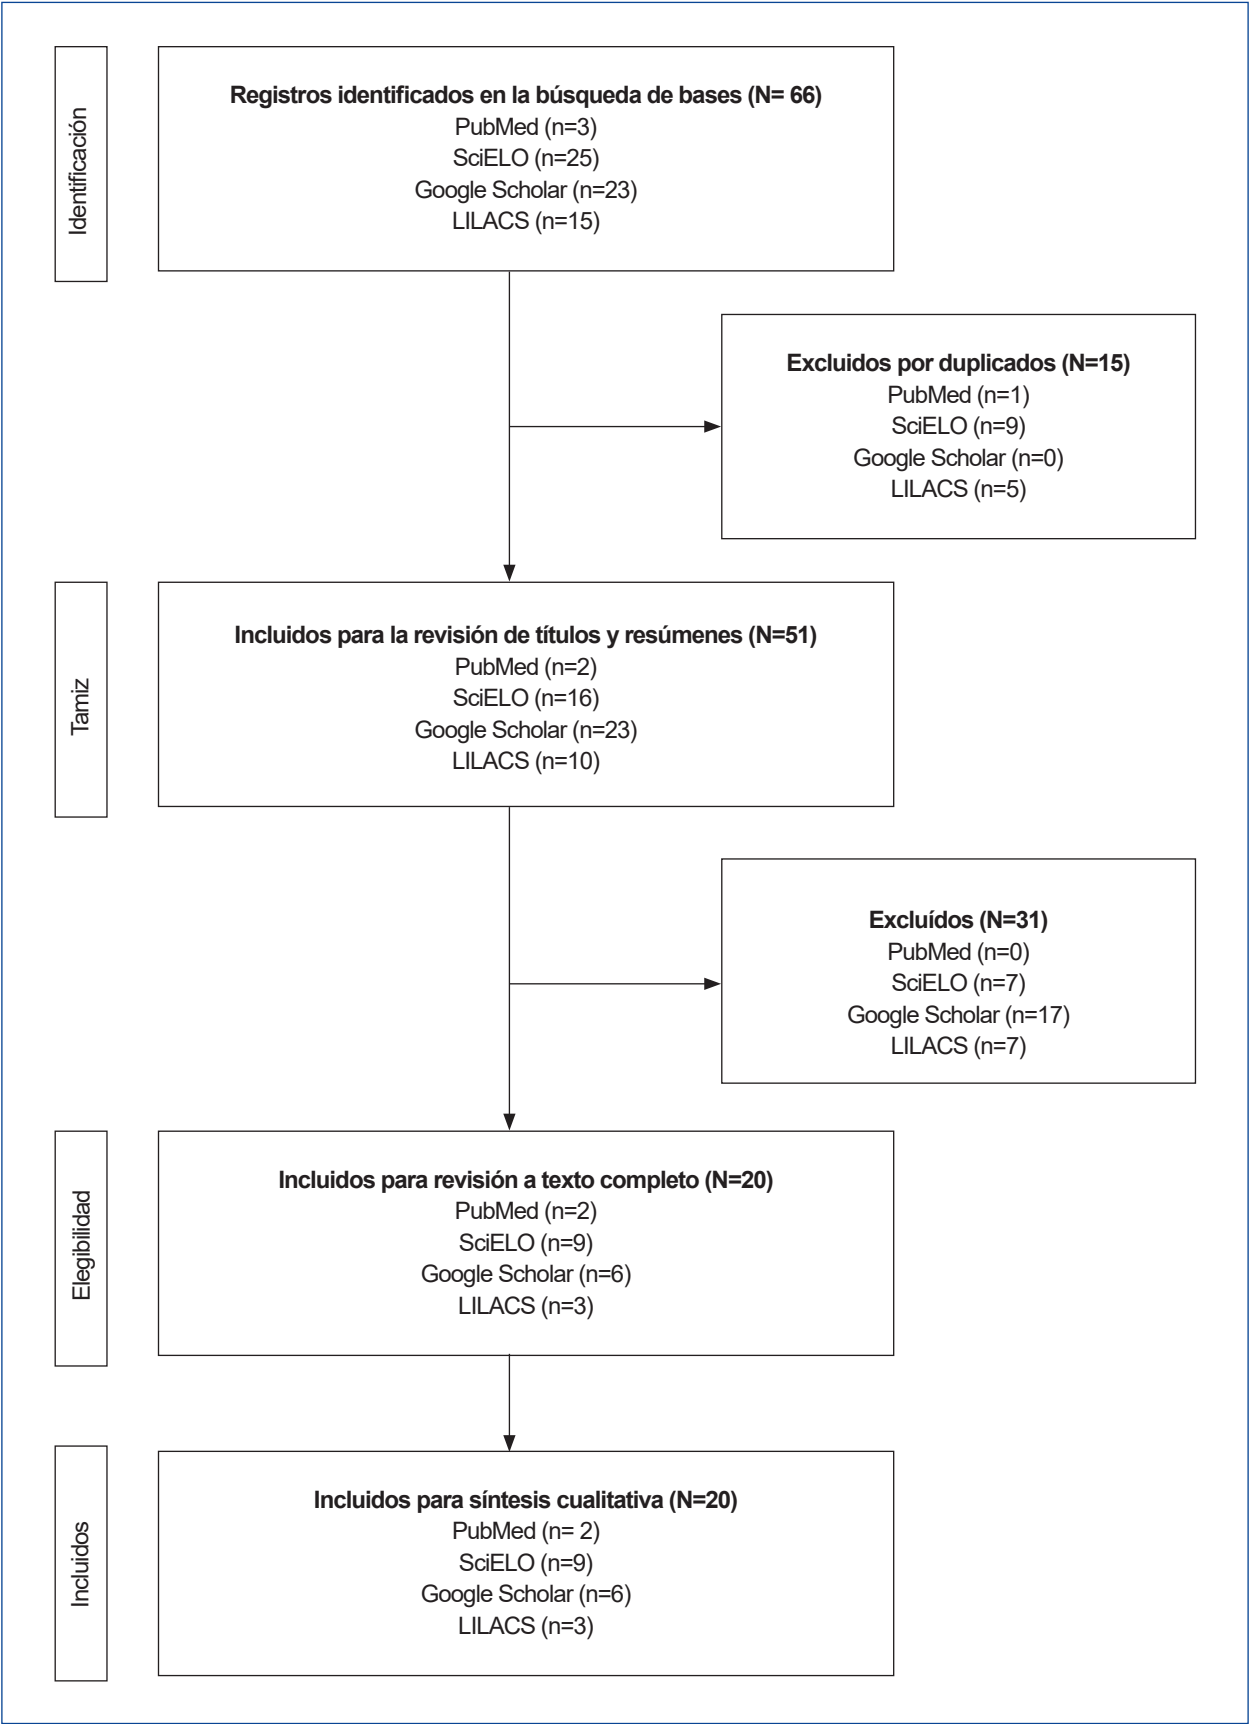 Identificación
Registros identificados en la búsqueda de bases (N= 66)
PubMed (n=3)
SciELO (n=25)
Google Scholar (n=23)
LILACS (n=15)
Excluidos por duplicados (N=15)
PubMed (n=1)
SciELO (n=9)
Google Scholar (n=0)
LILACS (n=5)
Tamiz
Incluidos para la revisión de títulos y resúmenes (N=51)
PubMed (n=2)
SciELO (n=16)
Google Scholar (n=23)
LILACS (n=10)
Excluídos (N=31)
PubMed (n=0)
SciELO (n=7)
Google Scholar (n=17)
LILACS (n=7)
Elegibilidad
Incluidos para revisión a texto completo (N=20)
PubMed (n=2)
SciELO (n=9)
Google Scholar (n=6)
LILACS (n=3)
Incluidos
Incluidos para síntesis cualitativa (N=20)
PubMed (n= 2)
SciELO (n=9)
Google Scholar (n=6)
LILACS (n=3)